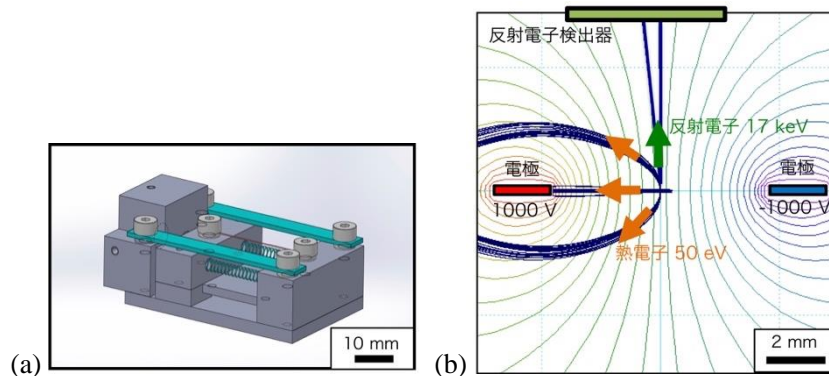 反射電子検出器
反射電子 17 keV
電極
電極
1000 V
-1000 V
熱電子 50 eV
10 mm
2 mm
(a)
(b)